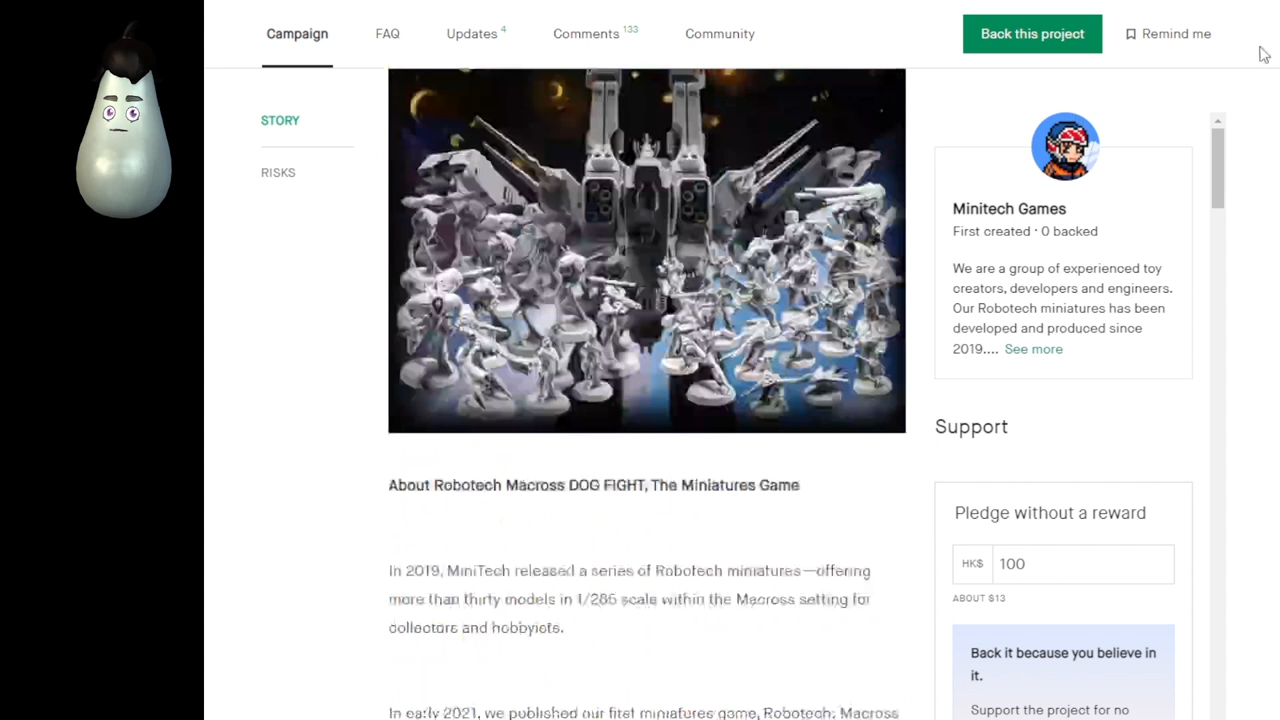 Campaign
FAQ
Updates 4
Comments 133
Community
Back this project
Remind me
STORY
RISKS
Minitech Games
First created · 0 backed
We are a group of experienced toy
creators, developers and engineers.
Our Robotech miniatures has been
developed and produced since
2019.... See more
Support
Pledge without a reward
HK$ 100
ABOUT $13
Back it because you believe in
it.
Support the project for no
About Robotech Macross DOG FIGHT, The Miniatures Game
In 2019, MiniTech released a series of Robotech miniatures—offering
more than thirty models in 1/285 scale within the Macross setting for
collectors and hobbyists.
In early 2021, we published our first miniatures game, Robotech: Macross